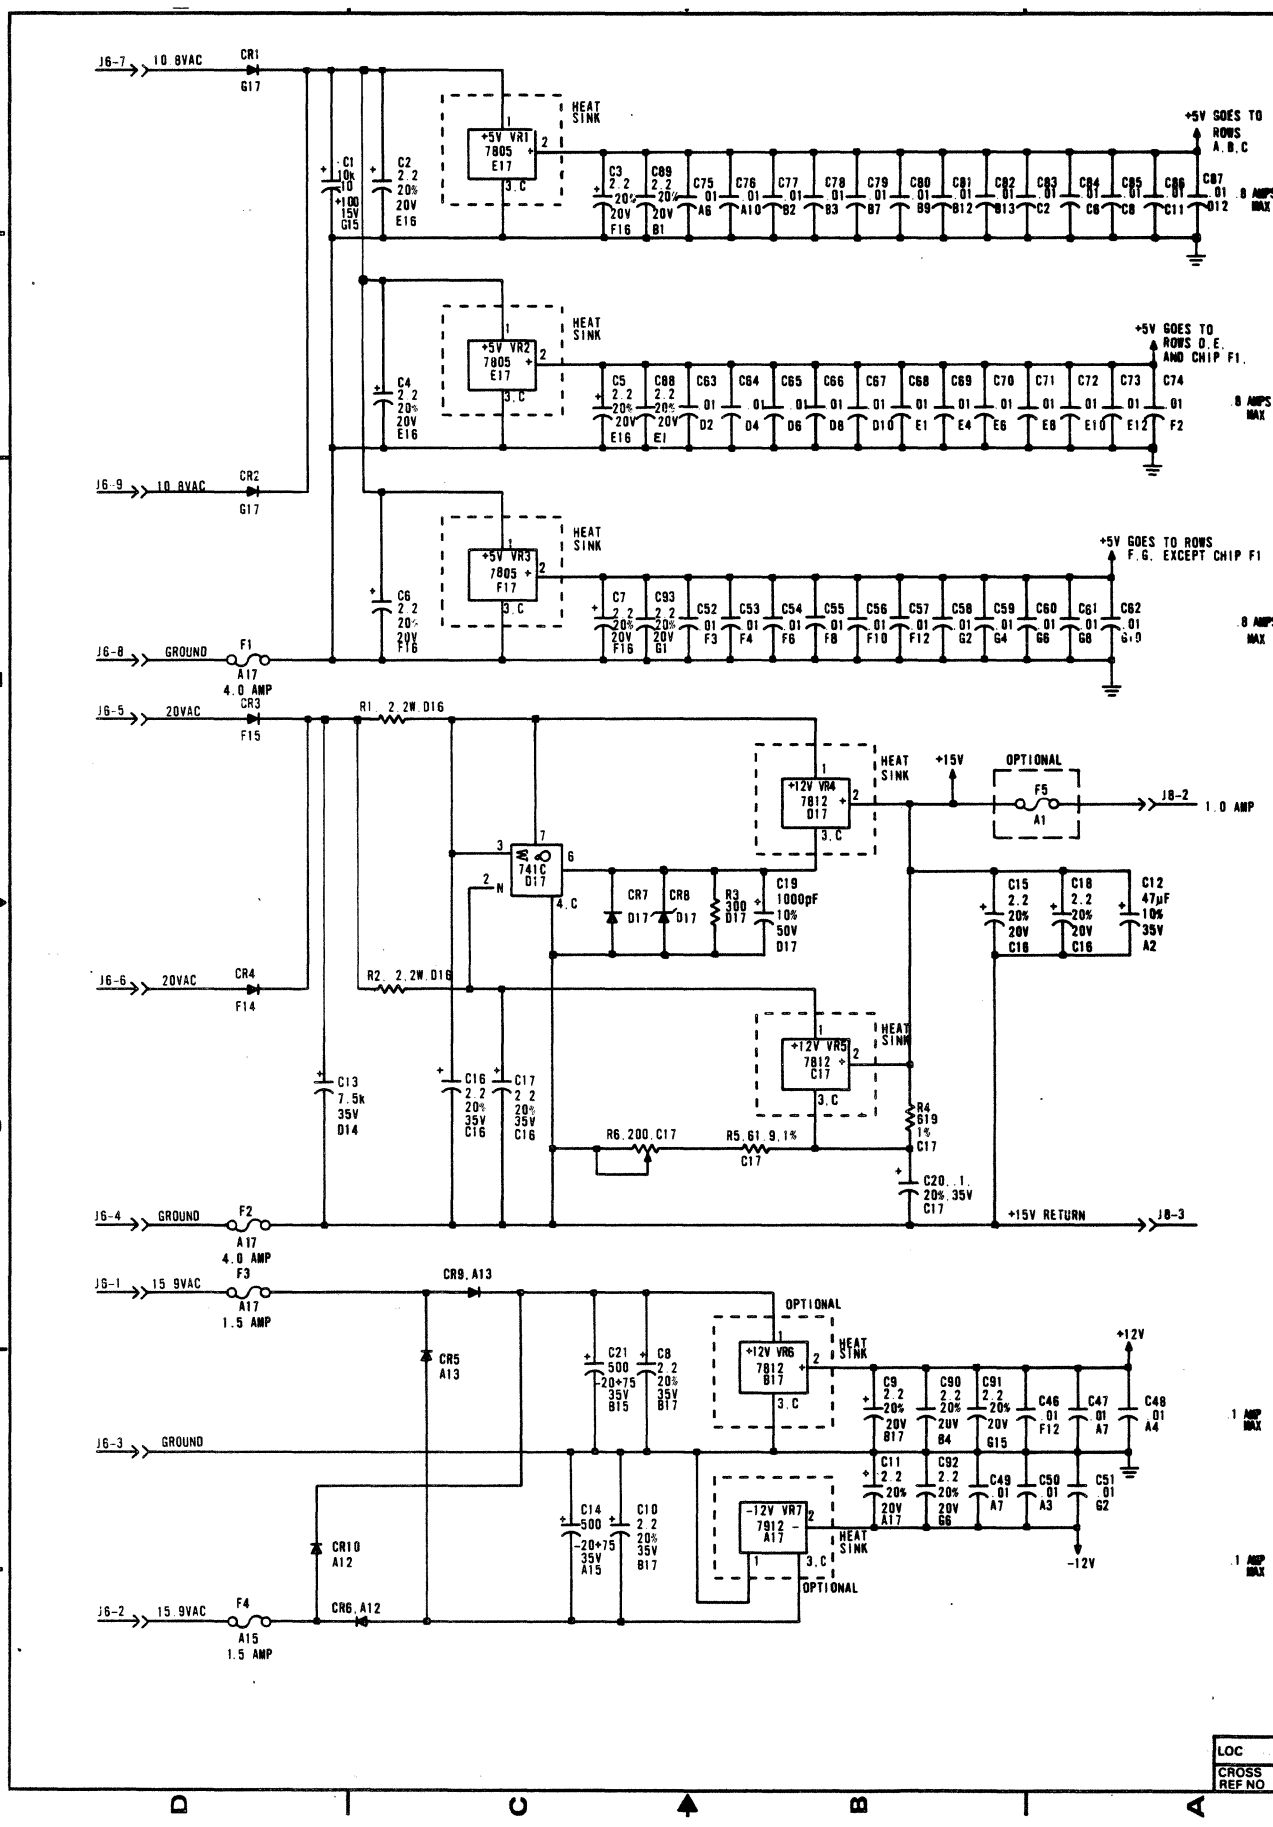 J6-7 10.8VAC
CR1
G17
C1
10k
10
+100
15V
G15
C2
2.2
20%
20V
E16
1
+5V VR1
7805
E17
3,C
2
HEAT
SINK
C3
2.2
20%
20V
F16
C89
2.2
20%
20V
B1
C75
.01
A6
C76
.01
A10
C77
.01
B2
C78
.01
B3
C79
.01
B7
C80
.01
B9
C81
.01
B12
C82
.01
B13
C83
.01
C2
C84
.01
C6
C85
.01
C8
C86
.01
C11
C87
.01
D12
+5V GOES TO
ROWS
A,B,C
.8 AMPS
MAX
C4
2.2
20%
20V
E16
1
+5V VR2
7805
E17
3,C
2
HEAT
SINK
C5
2.2
20%
20V
E16
C88
2.2
20%
20V
E1
C63
.01
D2
C64
.01
D4
C65
.01
D6
C66
.01
D8
C67
.01
D10
C68
.01
E1
C69
.01
E4
C70
.01
E6
C71
.01
E8
C72
.01
E10
C73
.01
E12
C74
.01
F2
+5V GOES TO
ROWS D,E,
AND CHIP F1,
.8 AMPS
MAX
J6-9 10.8VAC
CR2
G17
C6
2.2
20%
20V
F16
1
+5V VR3
7805
F17
3,C
2
HEAT
SINK
C7
2.2
20%
20V
F16
C93
2.2
20%
20V
G1
C52
.01
F3
C53
.01
F4
C54
.01
F6
C55
.01
F8
C56
.01
F10
C57
.01
F12
C58
.01
G2
C59
.01
G4
C60
.01
G6
C61
.01
G8
C62
.01
G10
+5V GOES TO ROWS
F,G, EXCEPT CHIP F1
.8 AMPS
MAX
J6-8 GROUND
F1
A17
4.0 AMP
J6-5 20VAC
CR3
F15
R1, 2.2W,D16
1
+12V VR4
7812
D17
3,C
2
HEAT
SINK
+15V
OPTIONAL
F5
A1
J8-2 1.0 AMP
3
2 N
7
741C
D17
6
4,C
CR7
D17
CR8
D17
R3
300
D17
C19
1000pF
10%
50V
D17
C15
2.2
20%
20V
C16
C18
2.2
20%
20V
C16
C12
47µF
10%
35V
A2
J6-6 20VAC
CR4
F14
R2, 2.2W,D16
1
+12V VR5
7812
C17
3,C
2
HEAT
SINK
C13
7.5k
35V
D14
C16
2.2
20%
35V
C16
C17
2.2
20%
35V
C16
R6,200,C17
R5,61.9,1%
C17
R4
619
1%
C17
C20,.1,
20%,35V
C17
J6-4 GROUND
F2
A17
4.0 AMP
+15V RETURN J8-3
J6-1 15.9VAC
F3
A17
1.5 AMP
CR9,A13
CR5
A13
C21
500
-20+75
35V
B15
C8
2.2
20%
35V
B17
OPTIONAL
1
+12V VR6
7812
B17
3,C
2
HEAT
SINK
C9
2.2
20%
20V
B17
C90
2.2
20%
20V
B4
C91
2.2
20%
20V
G15
C46
.01
F12
C47
.01
A7
C48
.01
A4
+12V
.1 AMP
MAX
J6-3 GROUND
C14
500
-20+75
35V
A15
C10
2.2
20%
35V
B17
-12V VR7
7912
A17
2
1
3,C
HEAT
SINK
OPTIONAL
C11
2.2
20%
20V
A17
C92
2.2
20%
20V
G6
C49
.01
A7
C50
.01
A3
C51
.01
G2
-12V
.1 AMP
MAX
CR10
A12
J6-2 15.9VAC
F4
A15
1.5 AMP
CR6,A12
LOC
CROSS
REF NO
D C B A